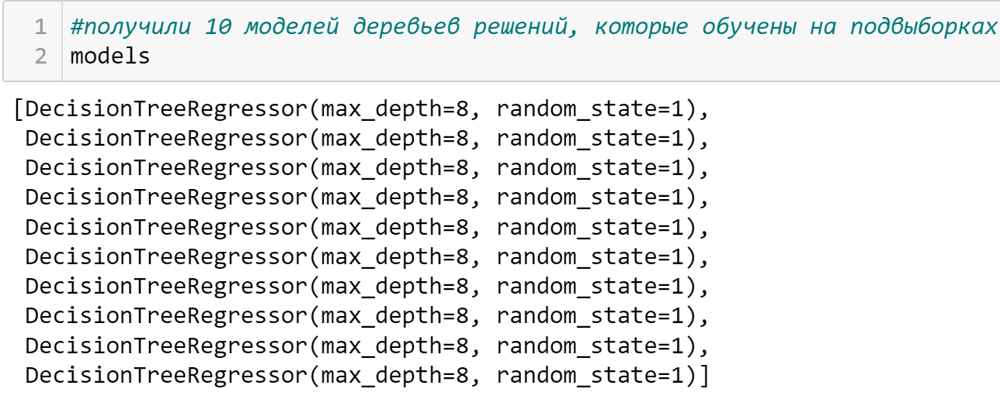 1 #получили 10 моделей деревьев решений, которые обучены на подвыборках
2 models
[DecisionTreeRegressor(max_depth=8, random_state=1),
DecisionTreeRegressor(max_depth=8, random_state=1),
DecisionTreeRegressor(max_depth=8, random_state=1),
DecisionTreeRegressor(max_depth=8, random_state=1),
DecisionTreeRegressor(max_depth=8, random_state=1),
DecisionTreeRegressor(max_depth=8, random_state=1),
DecisionTreeRegressor(max_depth=8, random_state=1),
DecisionTreeRegressor(max_depth=8, random_state=1),
DecisionTreeRegressor(max_depth=8, random_state=1),
DecisionTreeRegressor(max_depth=8, random_state=1)]